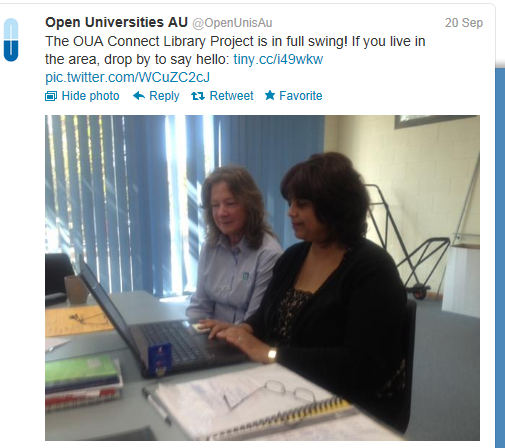 Open Universities AU @OpenUnisAu 20 Sep
The OUA Connect Library Project is in full swing! If you live in
the area, drop by to say hello: tiny.cc/i49wkw
pic.twitter.com/WCuZC2cJ
Hide photo Reply Retweet Favorite